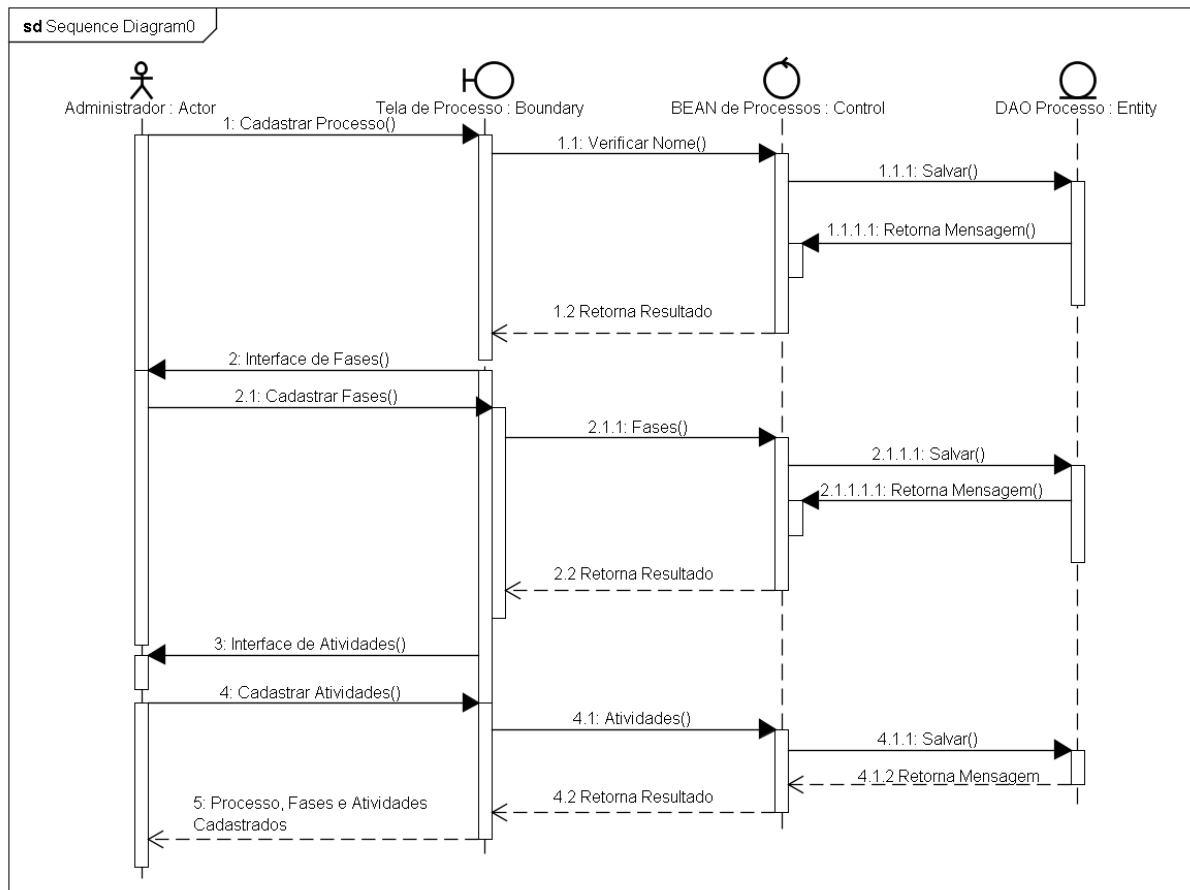 sd Sequence Diagram0
Administrador : Actor
Tela de Processo : Boundary
BEAN de Processos : Control
DAO Processo : Entity
1: Cadastrar Processo()
1.1: Verificar Nome()
1.1.1: Salvar()
1.1.1.1: Retorna Mensagem()
1.2 Retorna Resultado
2: Interface de Fases()
2.1: Cadastrar Fases()
2.1.1: Fases()
2.1.1.1: Salvar()
2.1.1.1.1: Retorna Mensagem()
2.2 Retorna Resultado
3: Interface de Atividades()
4: Cadastrar Atividades()
4.1: Atividades()
4.1.1: Salvar()
4.1.2 Retorna Mensagem
4.2 Retorna Resultado
5: Processo, Fases e Atividades
Cadastrados